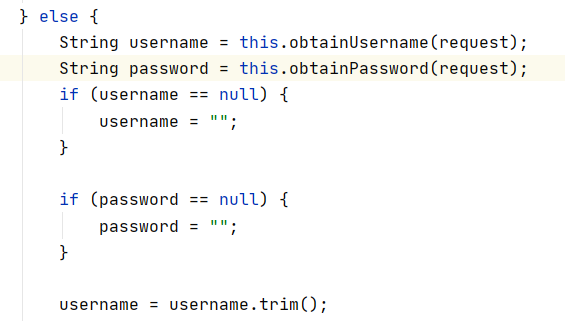 } else {
    String username = this.obtainUsername(request);
    String password = this.obtainPassword(request);
    if (username == null) {
        username = "";
    }

    if (password == null) {
        password = "";
    }

    username = username.trim();